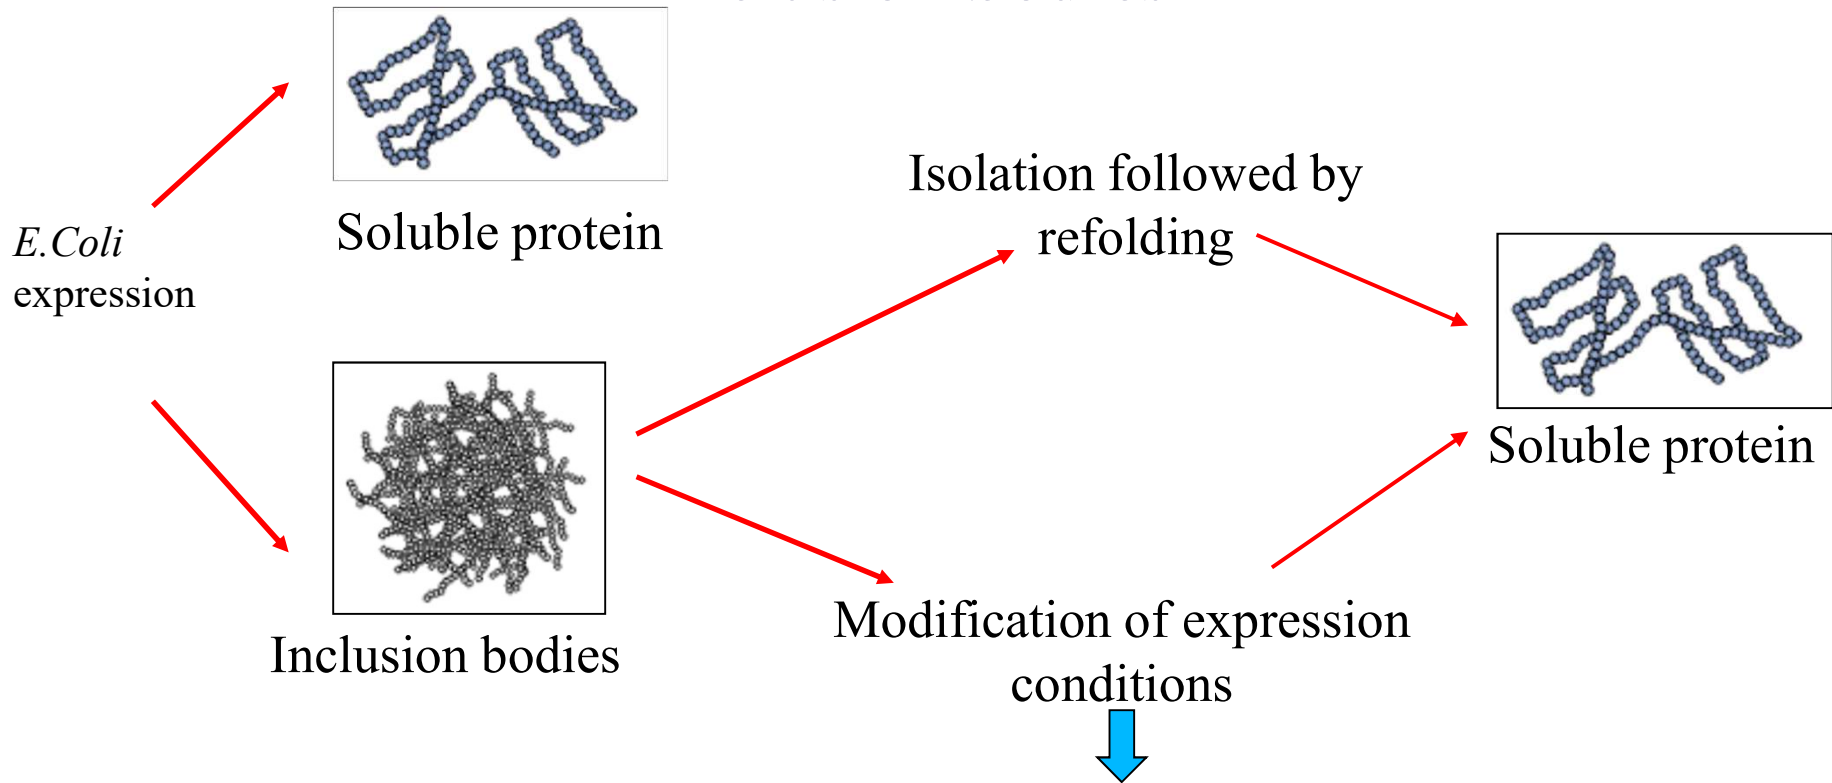 Soluble protein
E.Coli
expression
Inclusion bodies
Isolation followed by
refolding
Modification of expression
conditions
Soluble protein